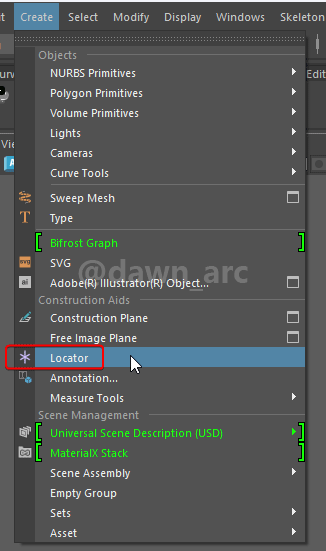 Create Select Modify Display Windows Skeleton
Objects
NURBS Primitives
Polygon Primitives
Volume Primitives
Lights
Cameras
Curve Tools
Sweep Mesh
Type
Bifrost Graph
SVG
@dawn_arc
Adobe(R) Illustrator(R) Object...
Construction Aids
Construction Plane
Free Image Plane
Locator
Annotation...
Measure Tools
Scene Management
Universal Scene Description (USD)
MaterialX Stack
Scene Assembly
Empty Group
Sets
Asset
Edit